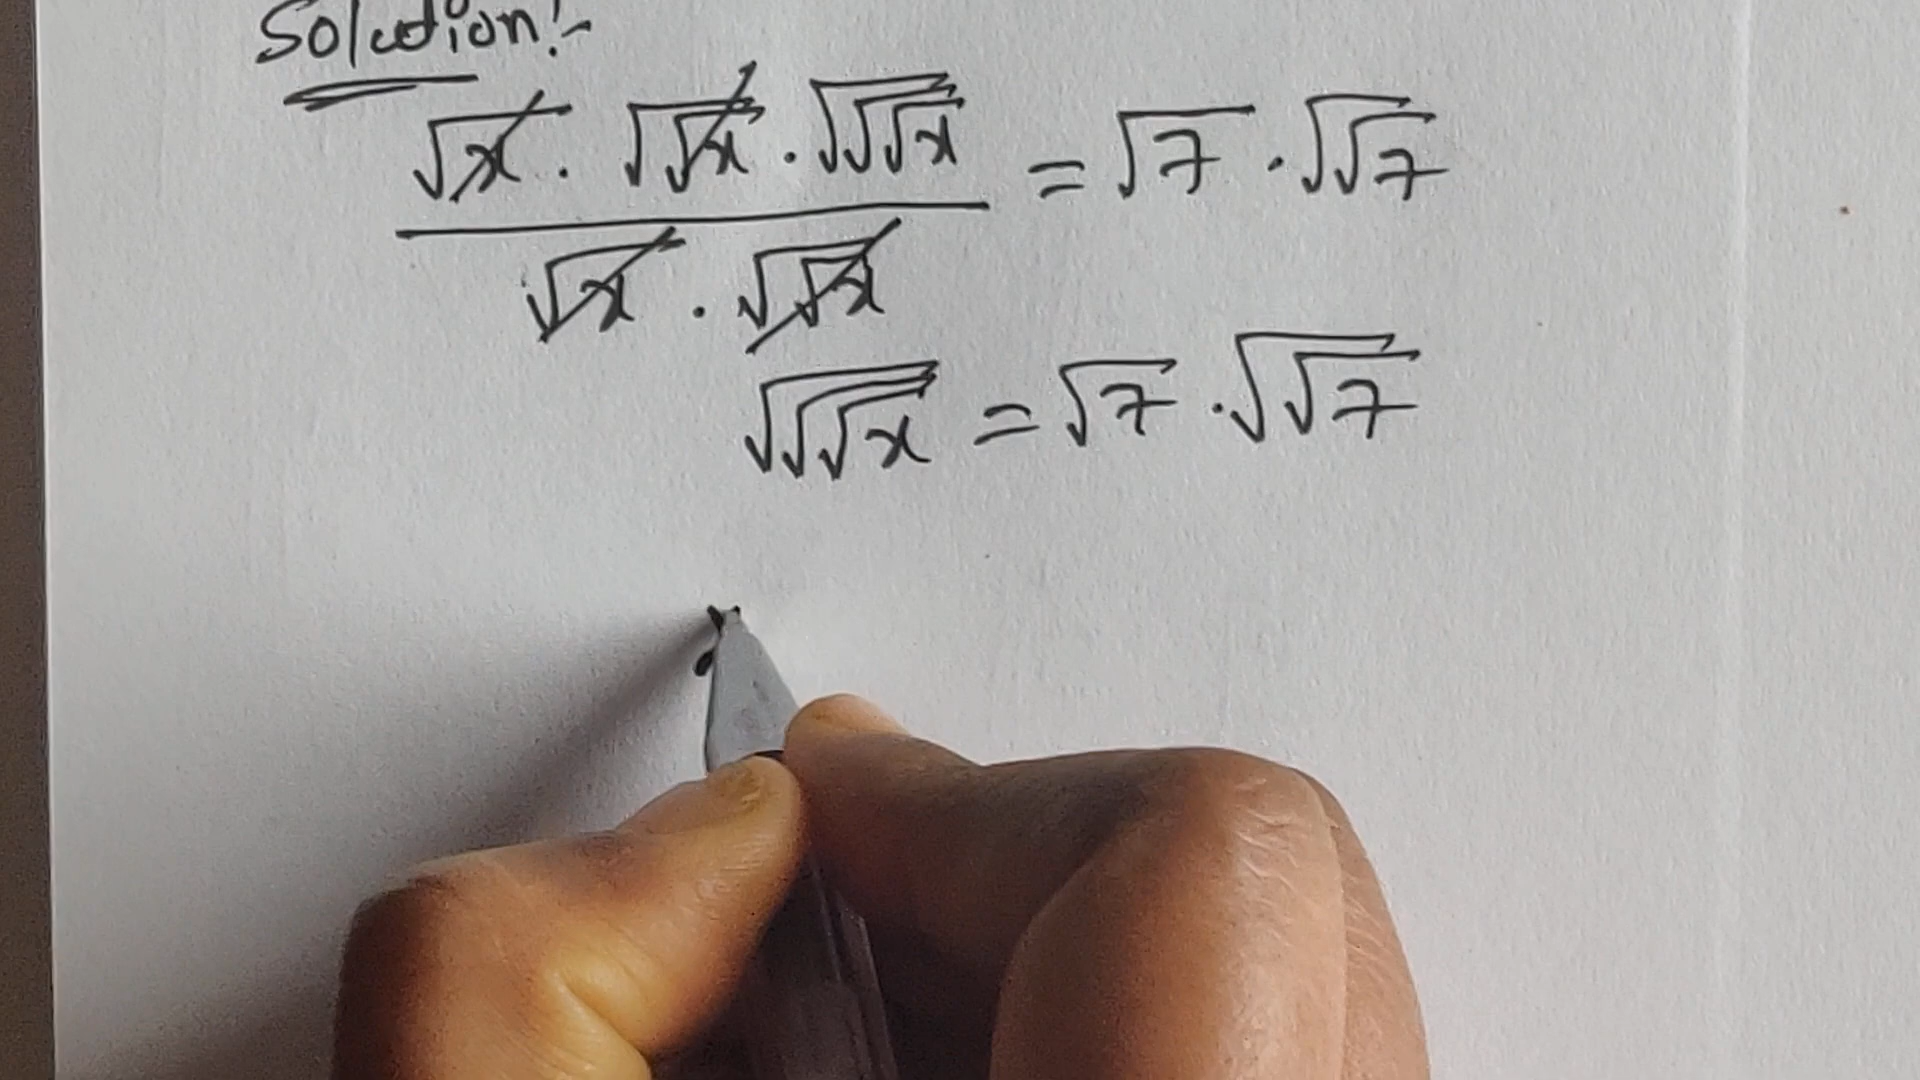 Solution:-
√x · √√x · √√√x
= √7 · √√7
√x · √√x
√√√x = √7 · √√7